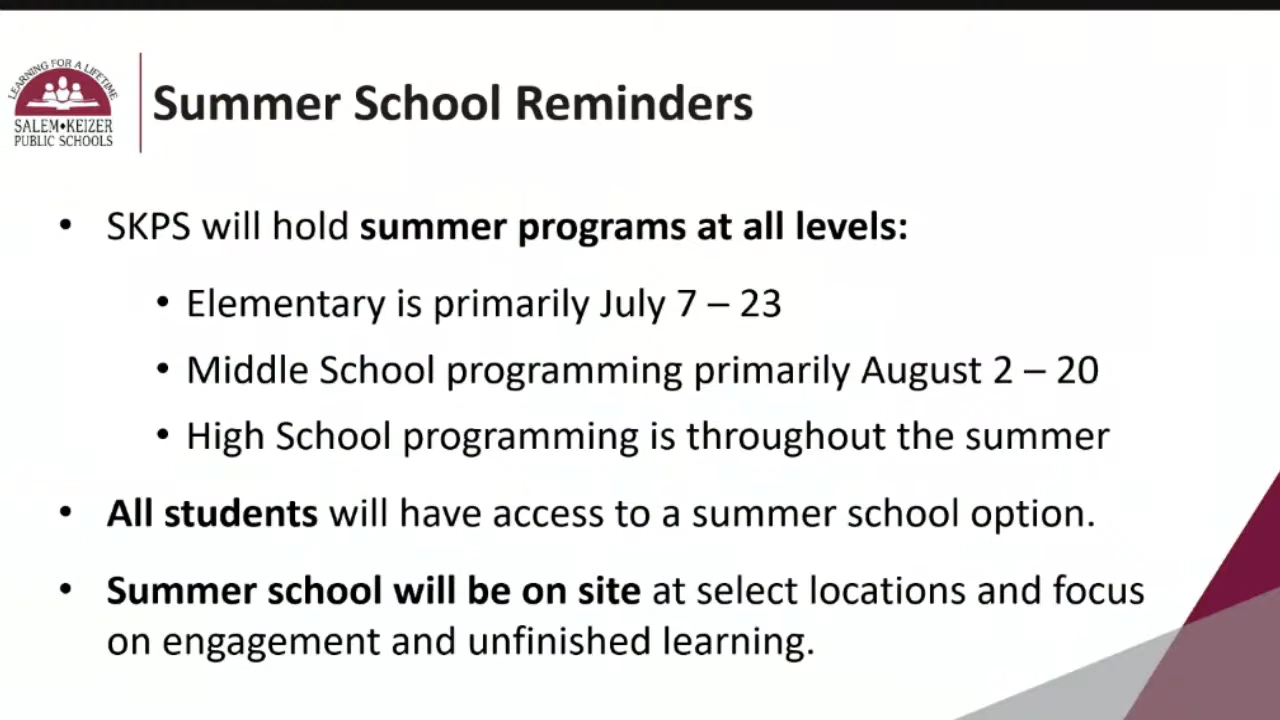 LEARNING FOR A LIFETIME
SALEM•KEIZER
PUBLIC SCHOOLS
Summer School Reminders
• SKPS will hold summer programs at all levels:
• Elementary is primarily July 7 – 23
• Middle School programming primarily August 2 – 20
• High School programming is throughout the summer
• All students will have access to a summer school option.
• Summer school will be on site at select locations and focus
on engagement and unfinished learning.